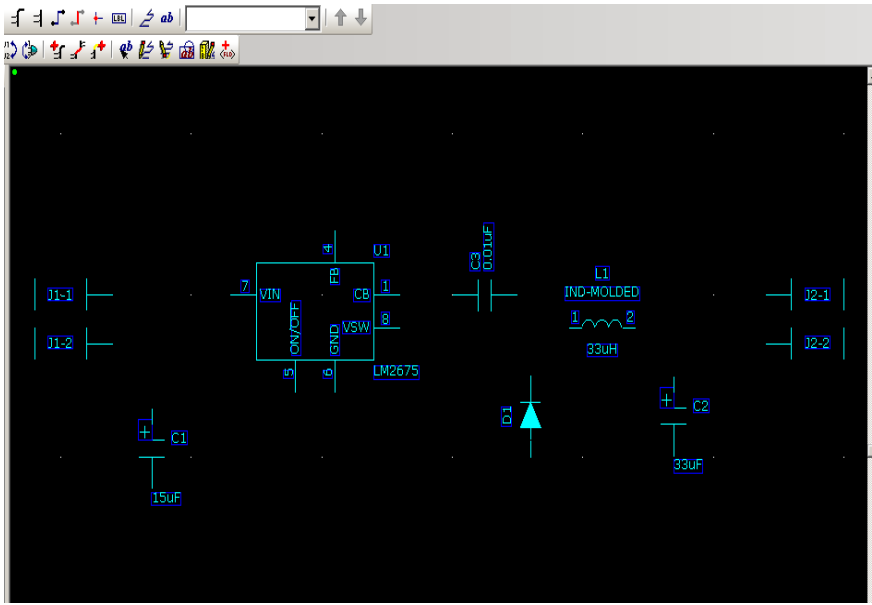 LBL ab
ab
4 U1
FB
C3
0.01uF
L1
IND-MOLDED
J1-1 7 VIN CB 1 J2-1
1 2
VSW 8
J1-2 ON/OFF GND 33uH J2-2
5 6 LM2675
D1
+ C2
+ C1
33uF
15uF